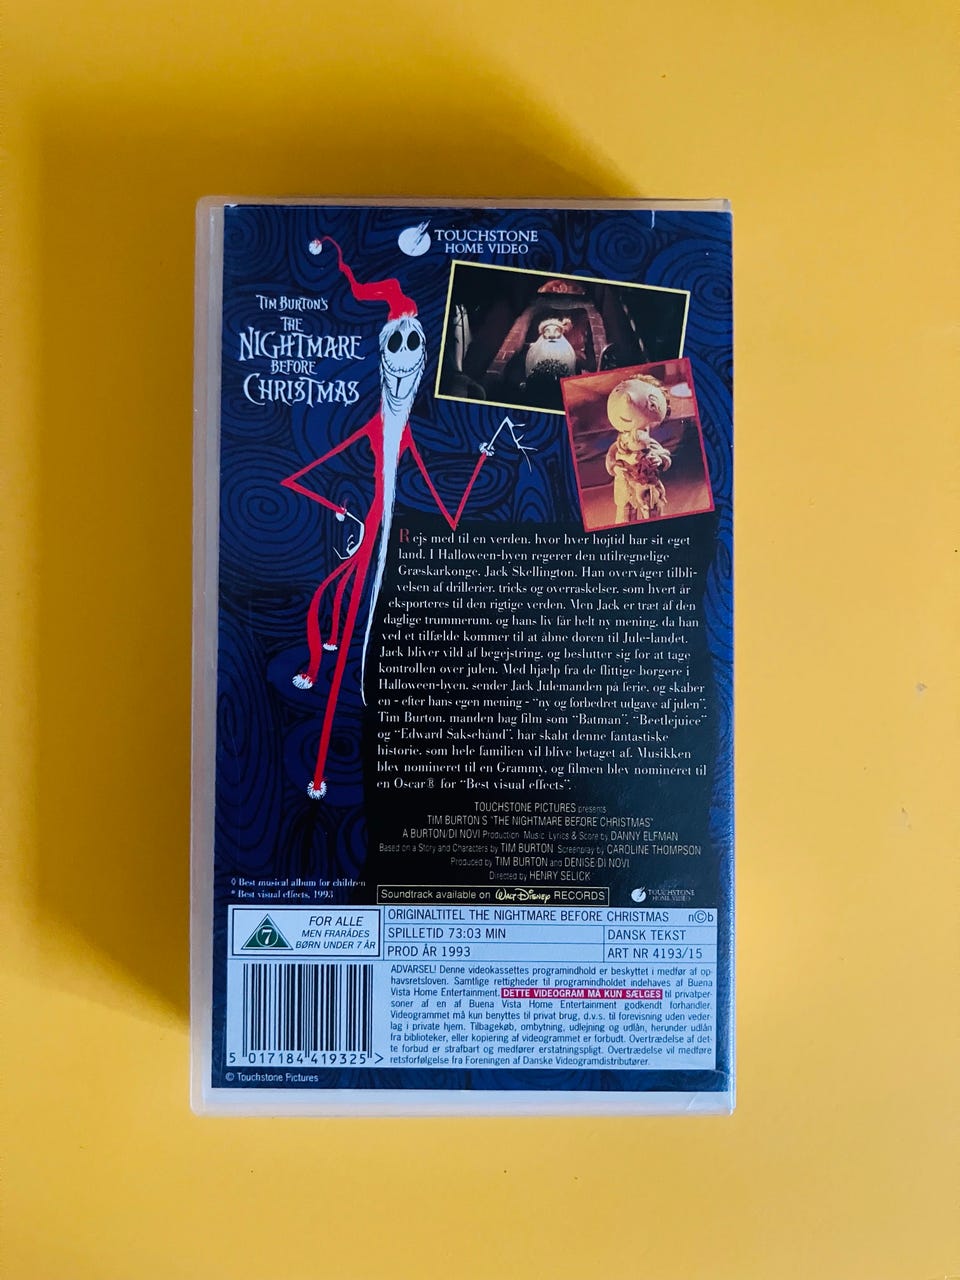 TOUCHSTONE
HOME VIDEO
TIM BURTON'S
THE
NIGHTMARE
BEFORE
CHRISTMAS
Rejs med til en verden, hvor hver højtid har sit eget
land. I Halloween-byen regerer den utilregnelige
Græskarkonge, Jack Skellington. Han overvåger tilbli-
velsen af drillerier, tricks og overraskelser, som hvert år
eksporteres til den rigtige verden. Men Jack er træt af den
daglige trummerum, og hans liv får helt ny mening, da han
ved et tilfælde kommer til at åbne døren til Jule-landet.
Jack bliver vild af begejstring, og beslutter sig for at tage
kontrollen over julen. Med hjælp fra de flittige borgere i
Halloween-byen, sender Jack Julemanden på ferie, og skaber
en - efter hans egen mening - "ny og forbedret udgave af julen".
Tim Burton, manden bag film som "Batman", "Beetlejuice"
og "Edward Saksehånd", har skabt denne fantastiske
historie, som hele familien vil blive betaget af. Musikken
blev nomineret til en Grammy, og filmen blev nomineret til
en Oscar® for "Best visual effects".
TOUCHSTONE PICTURES presents
TIM BURTON'S "THE NIGHTMARE BEFORE CHRISTMAS"
A BURTON/DI NOVI Production Music Lyrics & Score by DANNY ELFMAN
Based on a Story and Characters by TIM BURTON Screenplay by CAROLINE THOMPSON
Produced by TIM BURTON and DENISE DI NOVI
Directed by HENRY SELICK
◊ Best musical album for children
* Best visual effects, 1993
Soundtrack available on Walt Disney RECORDS
TOUCHSTONE
HOME VIDEO
7
FOR ALLE
MEN FRARÅDES
BØRN UNDER 7 ÅR
ORIGINALTITEL THE NIGHTMARE BEFORE CHRISTMAS n©b
SPILLETID 73:03 MIN DANSK TEKST
PROD ÅR 1993 ART NR 4193/15
ADVARSEL! Denne videokassettes programindhold er beskyttet i medfør af op-
havsretsloven. Samtlige rettigheder til programindholdet indehaves af Buena
Vista Home Entertainment. DETTE VIDEOGRAM MÅ KUN SÆLGES til privatper-
soner af en af Buena Vista Home Entertainment godkendt forhandler.
Videogrammet må kun benyttes til privat brug, d.v.s. til forevisning uden veder-
lag i private hjem. Tilbagekøb, ombytning, udlejning og udlån, herunder udlån
fra biblioteker, eller kopiering af videogrammet er forbudt. Overtrædelse af det-
te forbud er strafbart og medfører erstatningspligt. Overtrædelse vil medføre
retsforfølgelse fra Foreningen af Danske Videogramdistributører.
5 017184 419325 >
© Touchstone Pictures